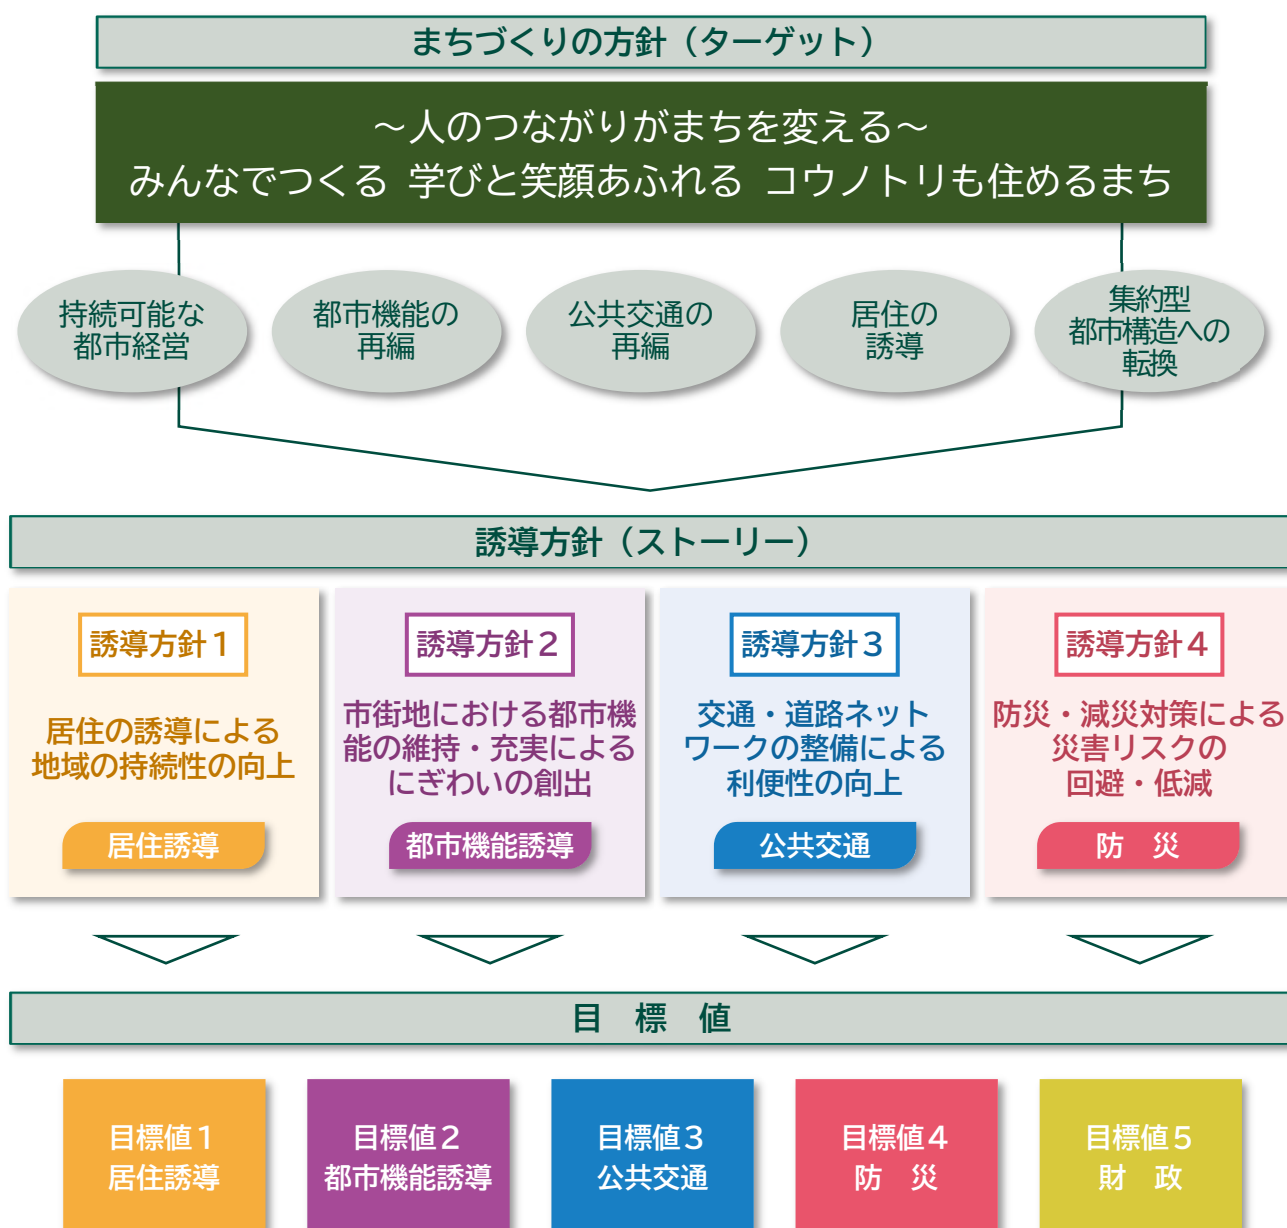 まちづくりの方針（ターゲット）
～人のつながりがまちを変える～
みんなでつくる 学びと笑顔あふれる コウノトリも住めるまち
持続可能な
都市経営
都市機能の
再編
公共交通の
再編
居住の
誘導
集約型
都市構造への
転換
誘導方針（ストーリー）
誘導方針１
居住の誘導による
地域の持続性の向上
居住誘導
誘導方針２
市街地における都市機
能の維持・充実による
にぎわいの創出
都市機能誘導
誘導方針３
交通・道路ネット
ワークの整備による
利便性の向上
公共交通
誘導方針４
防災・減災対策による
災害リスクの
回避・低減
防　災
目　標　値
目標値１
居住誘導
目標値２
都市機能誘導
目標値３
公共交通
目標値４
防　災
目標値５
財　政